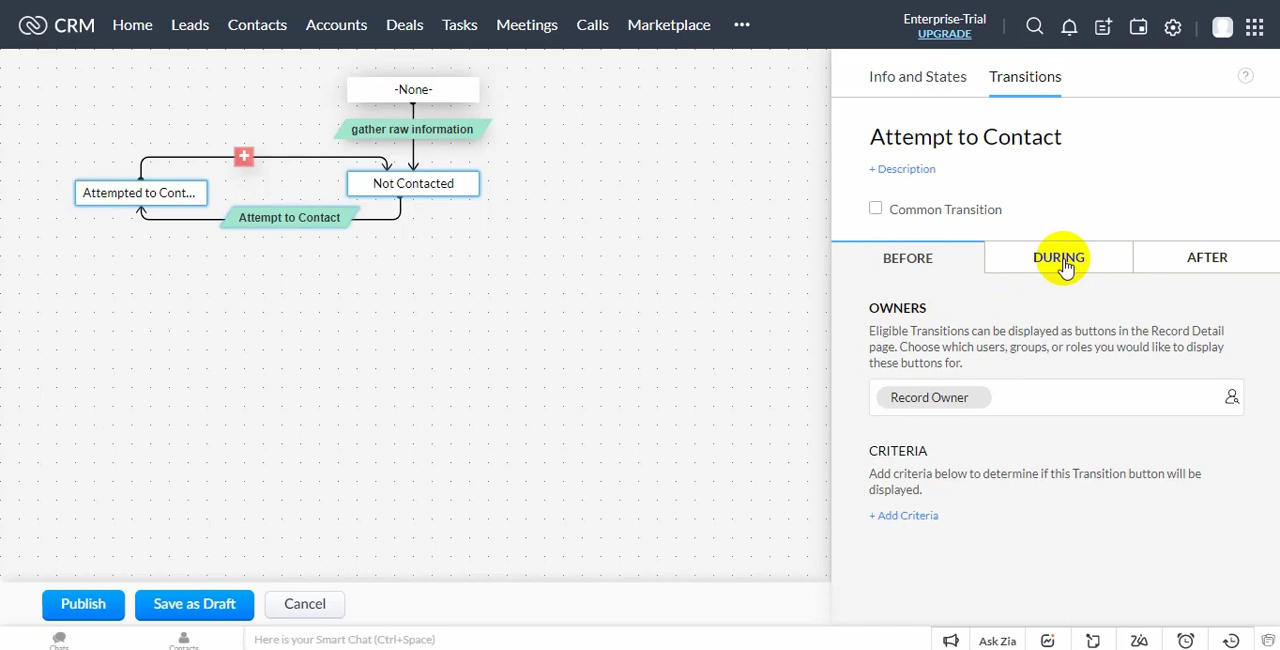 CRM Home Leads Contacts Accounts Deals Tasks Meetings Calls Marketplace ••• Enterprise-Trial
UPGRADE
Info and States Transitions ?
-None-
gather raw information
Attempted to Cont... Not Contacted
Attempt to Contact
Attempt to Contact
+ Description
Common Transition
BEFORE DURING AFTER
OWNERS
Eligible Transitions can be displayed as buttons in the Record Detail
page. Choose which users, groups, or roles you would like to display
these buttons for.
Record Owner
CRITERIA
Add criteria below to determine if this Transition button will be
displayed.
+ Add Criteria
Publish Save as Draft Cancel
Chats Contacts Here is your Smart Chat (Ctrl+Space) Ask Zia